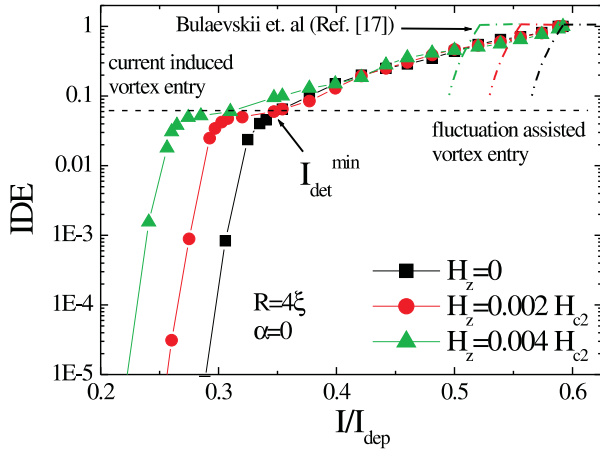 Bulaevskii et. al (Ref. [17])
current induced
vortex entry
fluctuation assisted
vortex entry
I_det^min
R=4ξ
α=0
H_z=0
H_z=0.002 H_c2
H_z=0.004 H_c2
IDE
1
0.1
0.01
1E-3
1E-4
1E-5
0.2
0.3
0.4
0.5
0.6
I/I_dep